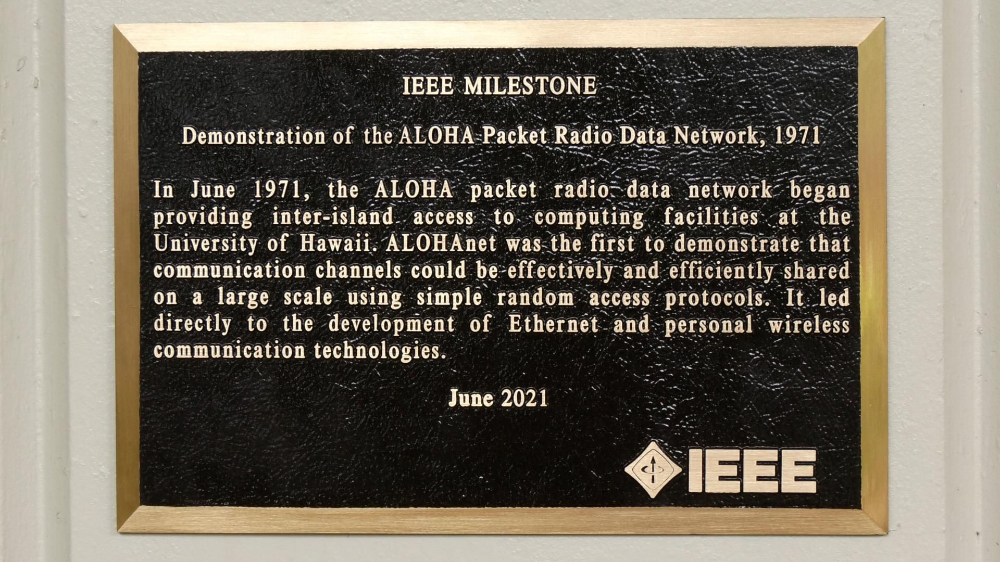 IEEE MILESTONE
Demonstration of the ALOHA Packet Radio Data Network, 1971
In June 1971, the ALOHA packet radio data network began
providing inter-island access to computing facilities at the
University of Hawaii. ALOHAnet was the first to demonstrate that
communication channels could be effectively and efficiently shared
on a large scale using simple random access protocols. It led
directly to the development of Ethernet and personal wireless
communication technologies.
June 2021
IEEE